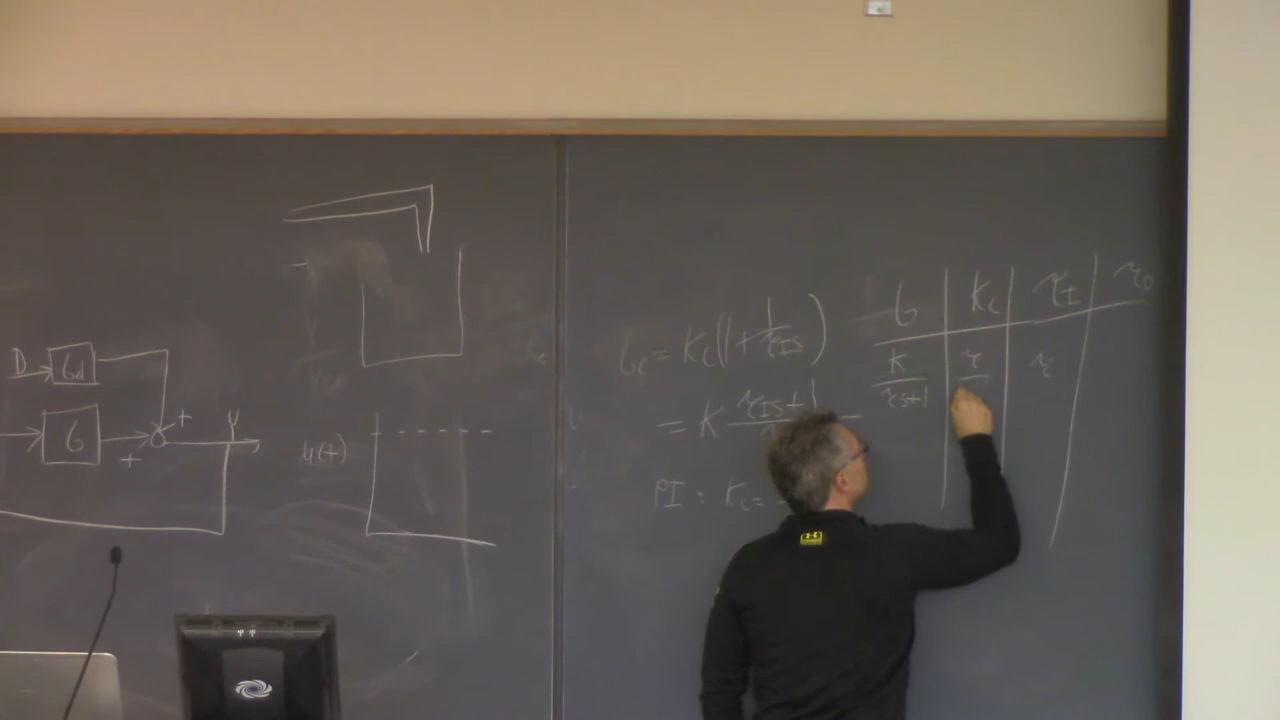 D
Gd
+
G
+
Y
y(t)
Gc = Kc(1 + 1/τIs)
= K τIs+1
PI : Kc =
G Kc τI τD
K/τs+1 τ τ